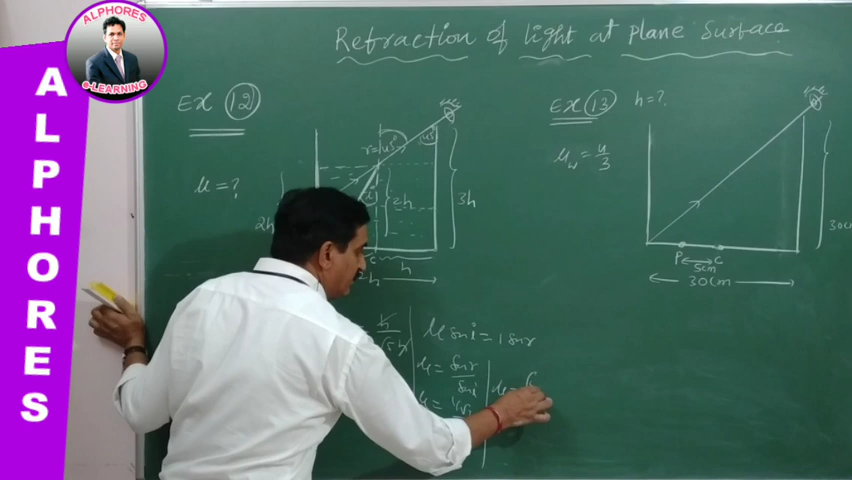 ALPHORES
e-LEARNING
ALPHORES
Refraction of light at plane Surface
Ex 12
μ = ?
2h
r = 45°
45°
i
2h
3h
h
μ sin i = 1 sin r
μ = sin r / sin i
Ex 13
h = ?
μw = 4/3
P
C
5cm
30cm